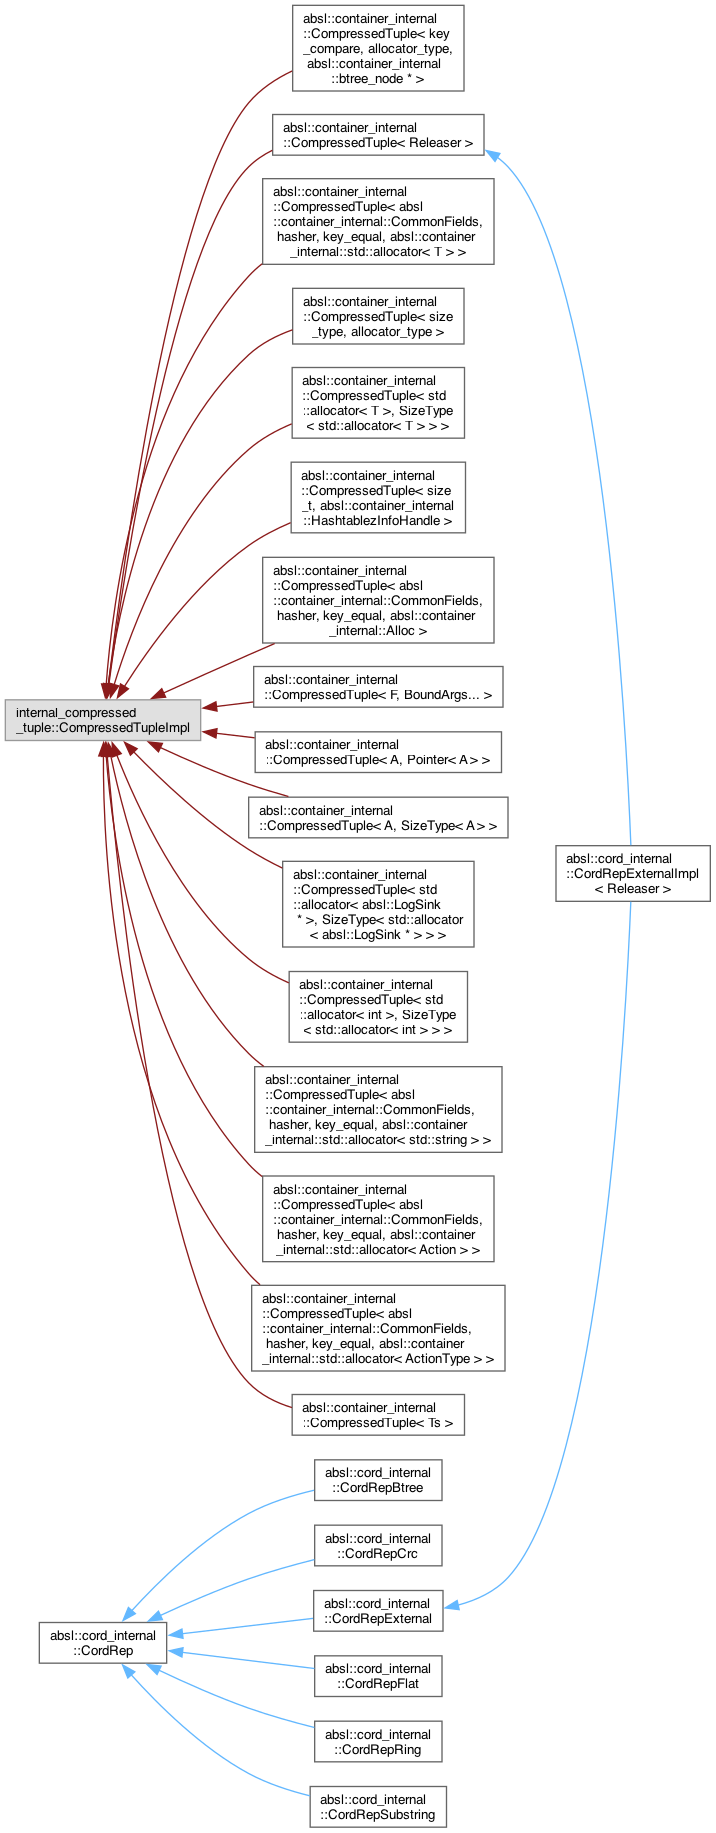 absl::container_internal
::CompressedTuple< key
_compare, allocator_type,
absl::container_internal
::btree_node * >
absl::container_internal
::CompressedTuple< Releaser >
absl::container_internal
::CompressedTuple< absl
::container_internal::CommonFields,
hasher, key_equal, absl::container
_internal::std::allocator< T > >
absl::container_internal
::CompressedTuple< size
_type, allocator_type >
absl::container_internal
::CompressedTuple< std
::allocator< T >, SizeType
< std::allocator< T > > >
absl::container_internal
::CompressedTuple< size
_t, absl::container_internal
::HashtablezInfoHandle >
absl::container_internal
::CompressedTuple< absl
::container_internal::CommonFields,
hasher, key_equal, absl::container
_internal::Alloc >
absl::container_internal
::CompressedTuple< F, BoundArgs... >
internal_compressed
_tuple::CompressedTupleImpl
absl::container_internal
::CompressedTuple< A, Pointer< A > >
absl::container_internal
::CompressedTuple< A, SizeType< A > >
absl::cord_internal
::CordRepExternalImpl
< Releaser >
absl::container_internal
::CompressedTuple< std
::allocator< absl::LogSink
* >, SizeType< std::allocator
< absl::LogSink * > > >
absl::container_internal
::CompressedTuple< std
::allocator< int >, SizeType
< std::allocator< int > > >
absl::container_internal
::CompressedTuple< absl
::container_internal::CommonFields,
hasher, key_equal, absl::container
_internal::std::allocator< std::string > >
absl::container_internal
::CompressedTuple< absl
::container_internal::CommonFields,
hasher, key_equal, absl::container
_internal::std::allocator< Action > >
absl::container_internal
::CompressedTuple< absl
::container_internal::CommonFields,
hasher, key_equal, absl::container
_internal::std::allocator< ActionType > >
absl::container_internal
::CompressedTuple< Ts >
absl::cord_internal
::CordRepBtree
absl::cord_internal
::CordRepCrc
absl::cord_internal
::CordRepExternal
absl::cord_internal
::CordRep
absl::cord_internal
::CordRepFlat
absl::cord_internal
::CordRepRing
absl::cord_internal
::CordRepSubstring